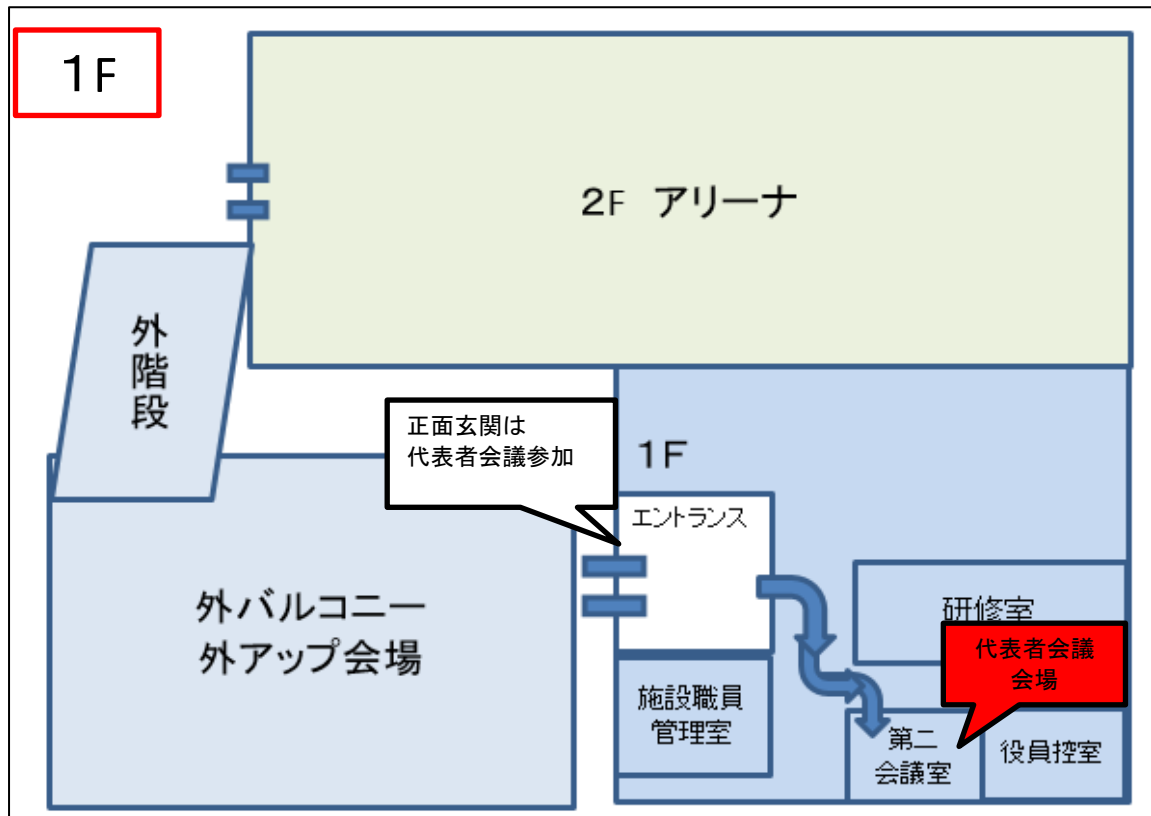 1F
2F アリーナ
外階段
正面玄関は
代表者会議参加
1F
エントランス
外バルコニー
外アップ会場
研修室
代表者会議
会場
施設職員
管理室
第二
会議室
役員控室